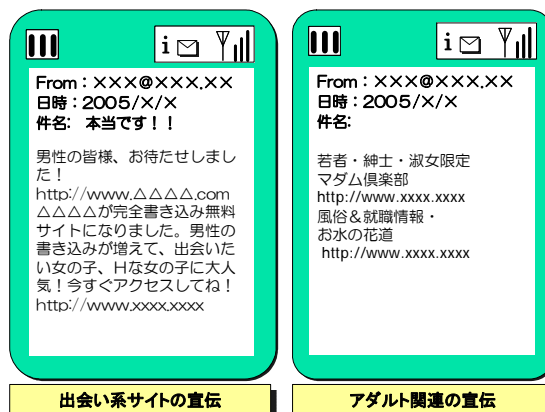 i
From：×××@×××.××
日時：2005/×/×
件名: 本当です！！
男性の皆様、お待たせしまし
た！
http://www.△△△△.com
△△△△が完全書き込み無料
サイトになりました。男性の
書き込みが増えて、出会いた
い女の子、Hな女の子に大人
気！今すぐアクセスしてね！
http://www.xxxx.xxxx
出会い系サイトの宣伝
i
From：×××@×××.××
日時：2005/×/×
件名:
若者・紳士・淑女限定
マダム倶楽部
http://www.xxxx.xxxx
風俗＆就職情報・
お水の花道
http://www.xxxx.xxxx
アダルト関連の宣伝